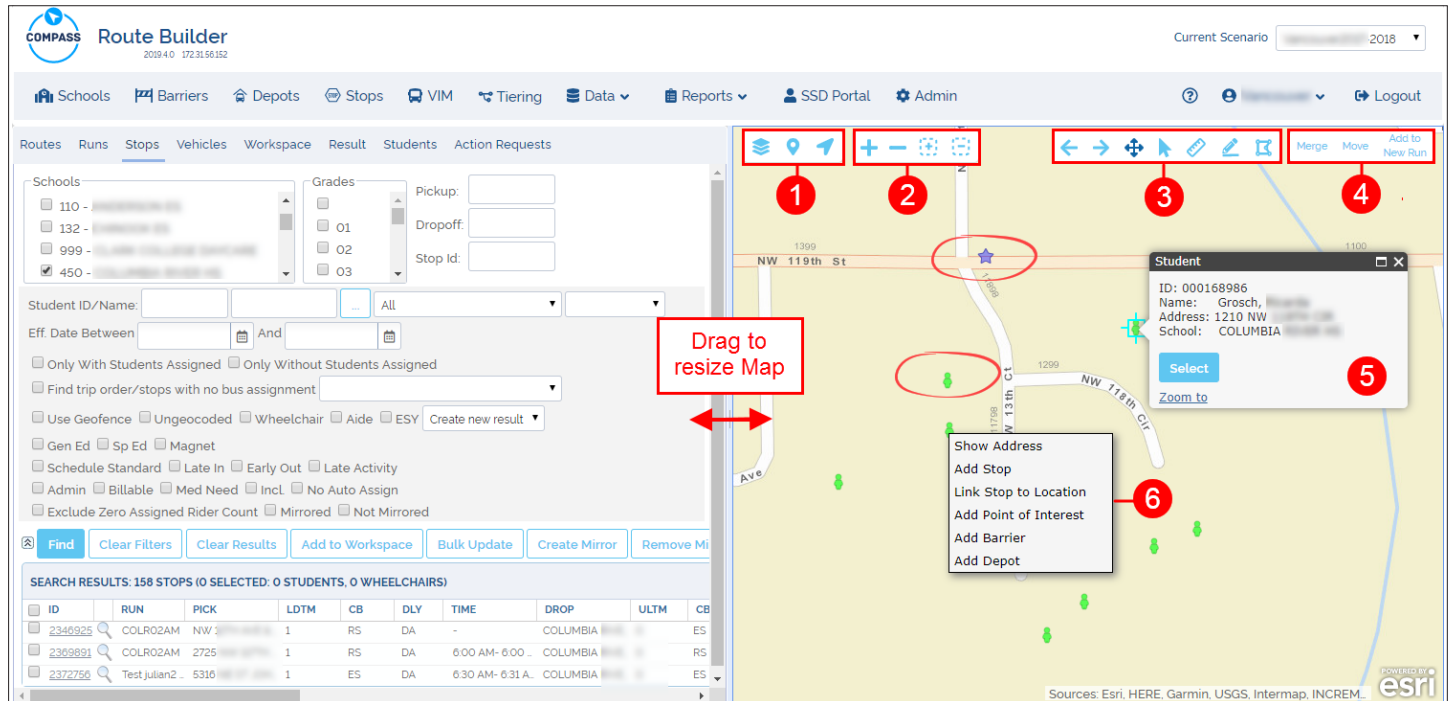 COMPASS
Route Builder
2019.4.0 172.31.56.152
Current Scenario 2018
Schools Barriers Depots Stops VIM Tiering Data Reports SSD Portal Admin Logout
Routes Runs Stops Vehicles Workspace Result Students Action Requests
Schools
110 -
132 -
999 - CLARK COLLEGE DAYCARE
450 - COLUMBIA RIVER HS
Grades
01
02
03
Pickup:
Dropoff:
Stop Id:
Student ID/Name: ... All
Eff. Date Between And
Only With Students Assigned Only Without Students Assigned
Find trip order/stops with no bus assignment
Use Geofence Ungeocoded Wheelchair Aide ESY Create new result
Gen Ed Sp Ed Magnet
Schedule Standard Late In Early Out Late Activity
Admin Billable Med Need Incl. No Auto Assign
Exclude Zero Assigned Rider Count Mirrored Not Mirrored
Find Clear Filters Clear Results Add to Workspace Bulk Update Create Mirror Remove Mi
SEARCH RESULTS: 158 STOPS (0 SELECTED: 0 STUDENTS, 0 WHEELCHAIRS)
ID RUN PICK LDTM CB DLY TIME DROP ULTM CB
2346925 COLR02AM NW 1 RS DA - COLUMBIA ES
2369891 COLR02AM 2725 1 RS DA 6:00 AM- 6:00 ... COLUMBIA RS
2372756 Test julian2 ... 5316 1 ES DA 6:30 AM- 6:31 A... COLUMBIA ES
Drag to
resize Map
1
2
3
Merge Move Add to
New Run
4
N
1399
NW 119th St
1100
11898
Student
ID: 000168986
Name: Grosch,
Address: 1210 NW
School: COLUMBIA
Select
Zoom to
5
1299
NW 118th Cir
NW 13th Ct
11798
Ave
Show Address
Add Stop
Link Stop to Location
Add Point of Interest
Add Barrier
Add Depot
6
POWERED BY
esri
Sources: Esri, HERE, Garmin, USGS, Intermap, INCREM...